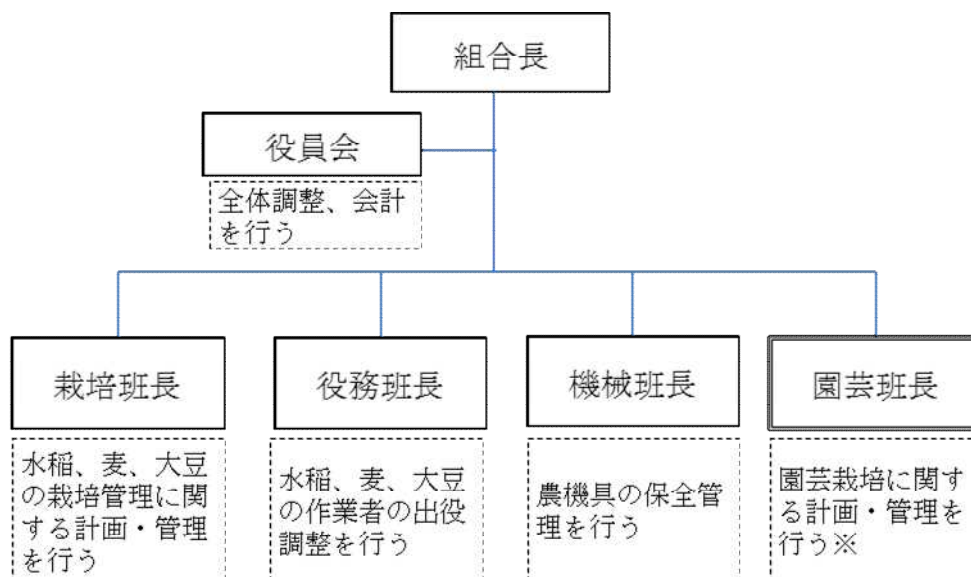 組合長
役員会
全体調整、会計
を行う
栽培班長
水稲、麦、大豆
の栽培管理に関
する計画・管理
を行う
役務班長
水稲、麦、大豆
の作業者の出役
調整を行う
機械班長
農機具の保全管
理を行う
園芸班長
園芸栽培に関す
る計画・管理を
行う※